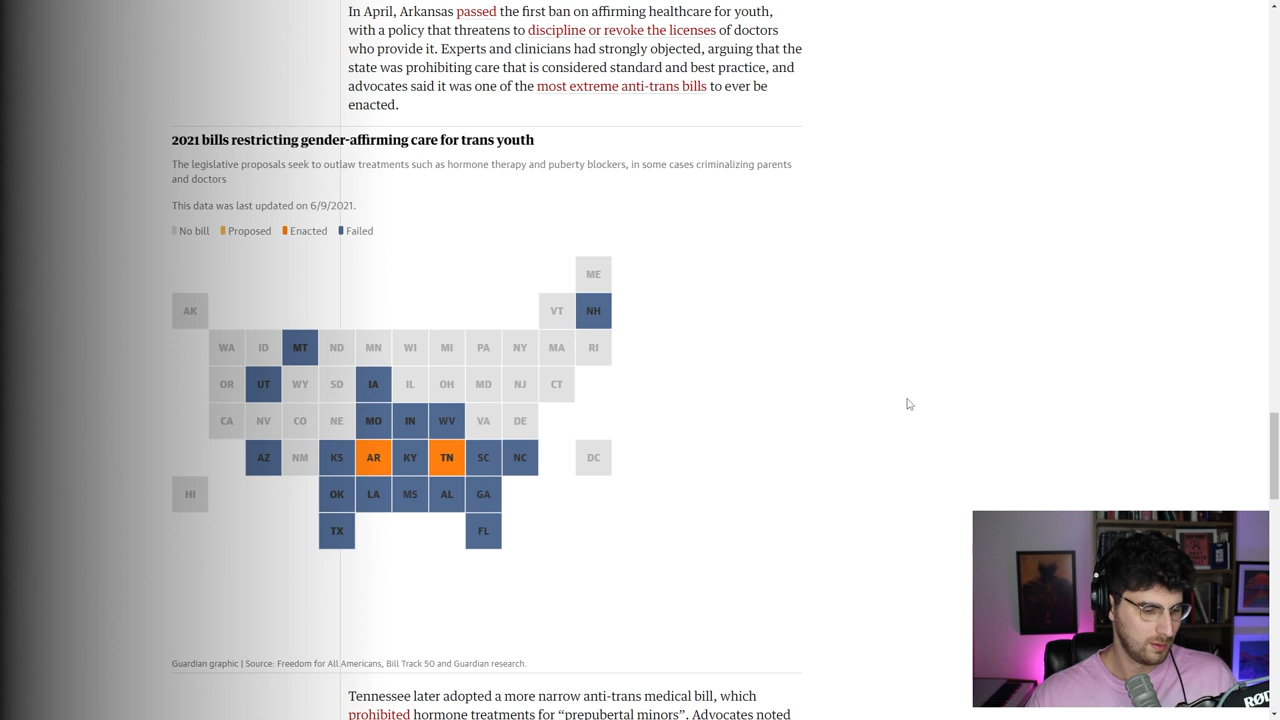 In April, Arkansas passed the first ban on affirming healthcare for youth,
with a policy that threatens to discipline or revoke the licenses of doctors
who provide it. Experts and clinicians had strongly objected, arguing that the
state was prohibiting care that is considered standard and best practice, and
advocates said it was one of the most extreme anti-trans bills to ever be
enacted.
2021 bills restricting gender-affirming care for trans youth
The legislative proposals seek to outlaw treatments such as hormone therapy and puberty blockers, in some cases criminalizing parents
and doctors
This data was last updated on 6/9/2021.
No bill Proposed Enacted Failed
ME
AK VT NH
WA ID MT ND MN WI MI PA NY MA RI
OR UT WY SD IA IL OH MD NJ CT
CA NV CO NE MO IN WV VA DE
AZ NM KS AR KY TN SC NC DC
HI OK LA MS AL GA
TX FL
Guardian graphic | Source: Freedom for All Americans, Bill Track 50 and Guardian research.
Tennessee later adopted a more narrow anti-trans medical bill, which
prohibited hormone treatments for “prepubertal minors”. Advocates noted
RØD